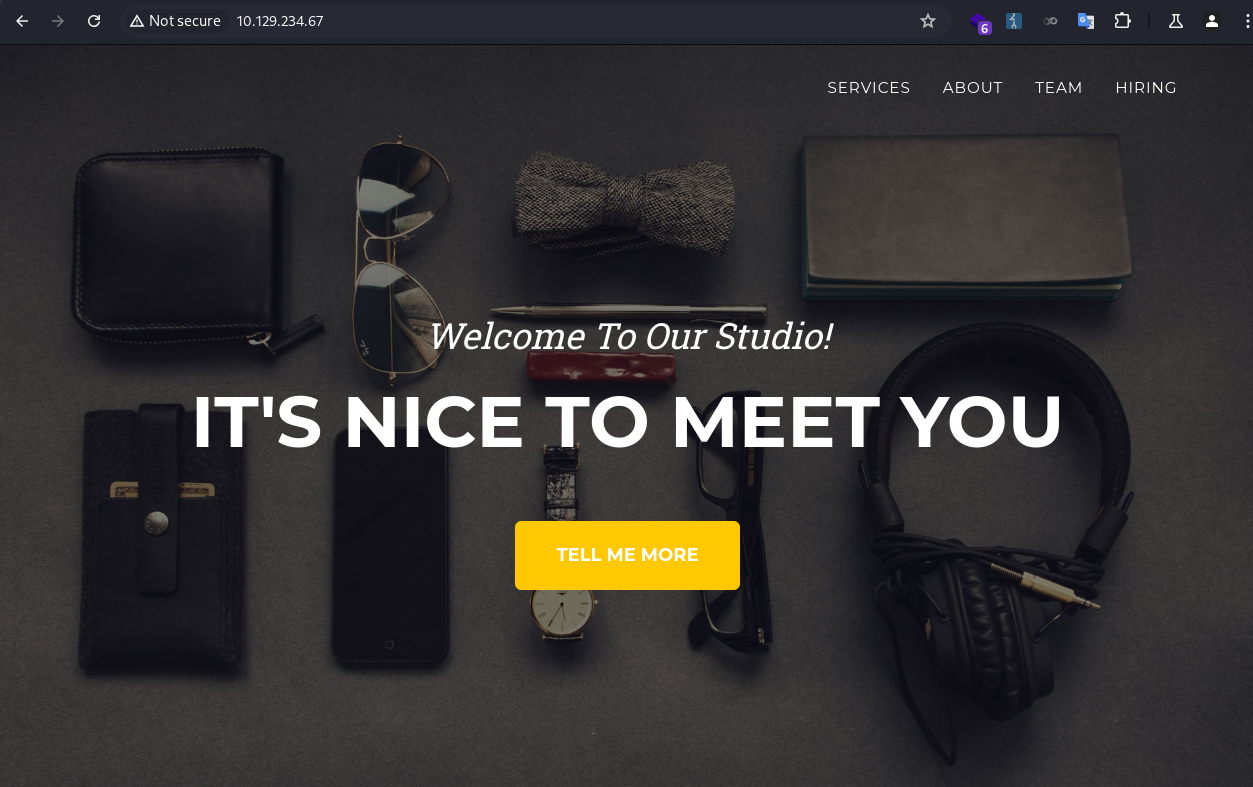 Not secure 10.129.234.67
6
SERVICES ABOUT TEAM HIRING
Welcome To Our Studio!
IT'S NICE TO MEET YOU
TELL ME MORE